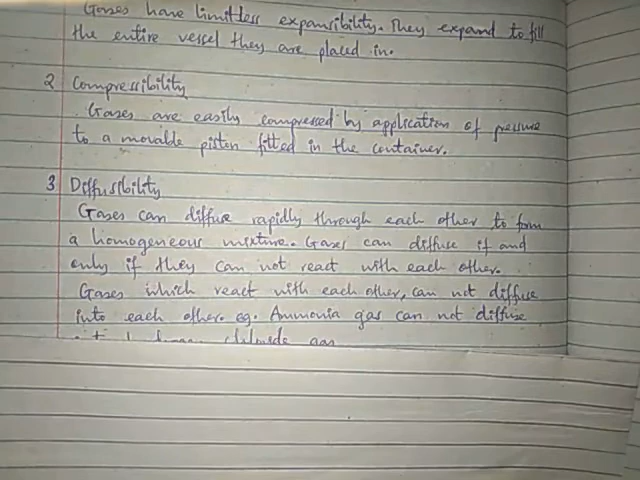 Gases have limitless expansibility. They expand to fill
the entire vessel they are placed in.
2 Compressibility
Gases are easily compressed by application of pressure
to a movable piston fitted in the container.
3 Diffusibility
Gases can diffuse rapidly through each other to form
a homogeneous mixture. Gases can diffuse if and
only if they can not react with each other.
Gases which react with each other, can not diffuse
into each other. eg. Ammonia gas can not diffuse
chloride gas